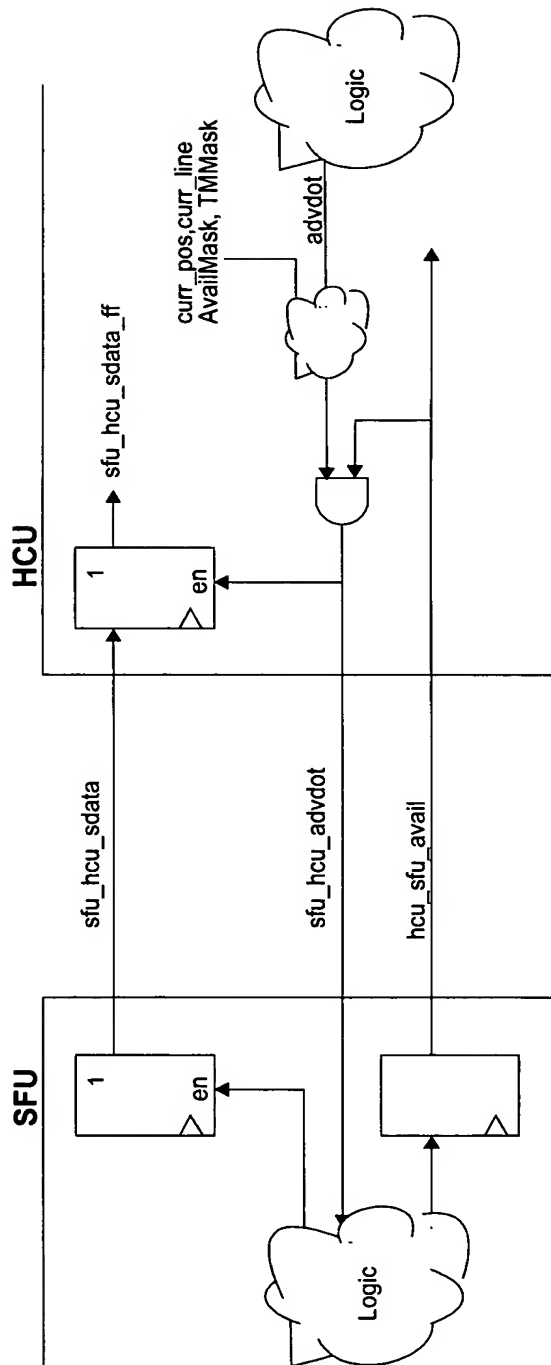 SFU
HCU
1
en
sfu_hcu_sdata
1
en
sfu_hcu_sdata_ff
sfu_hcu_advdot
hcu_sfu_avail
curr_pos,curr_line
AvailMask, TMMask
advdot
Logic
Logic